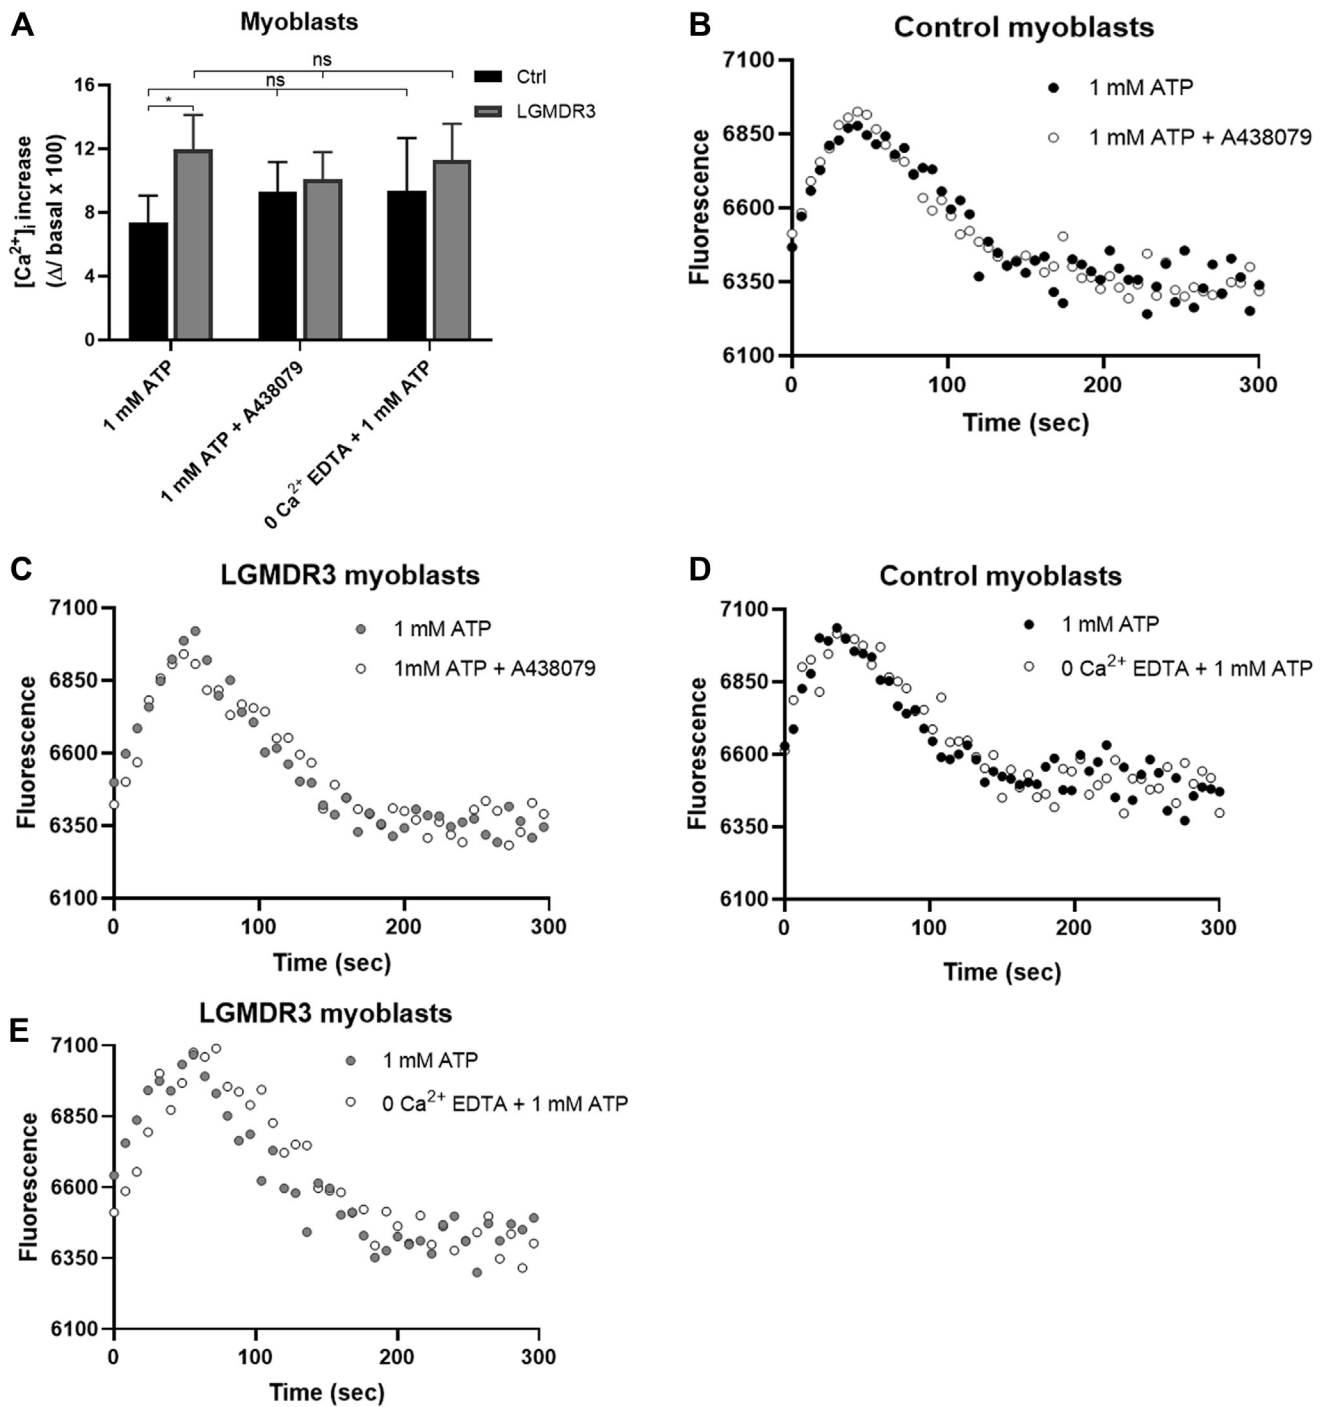 A
Myoblasts
[Ca2+]i increase
(Δ/ basal x 100)
16
12
8
4
0
ns
ns
*
Ctrl
LGMDR3
1 mM ATP
1 mM ATP + A438079
0 Ca2+ EDTA + 1 mM ATP
B
Control myoblasts
Fluorescence
7100
6850
6600
6350
6100
1 mM ATP
1 mM ATP + A438079
0 100 200 300
Time (sec)
C
LGMDR3 myoblasts
Fluorescence
7100
6850
6600
6350
6100
1 mM ATP
1mM ATP + A438079
0 100 200 300
Time (sec)
D
Control myoblasts
Fluorescence
7100
6850
6600
6350
6100
1 mM ATP
0 Ca2+ EDTA + 1 mM ATP
0 100 200 300
Time (sec)
E
LGMDR3 myoblasts
Fluorescence
7100
6850
6600
6350
6100
1 mM ATP
0 Ca2+ EDTA + 1 mM ATP
0 100 200 300
Time (sec)